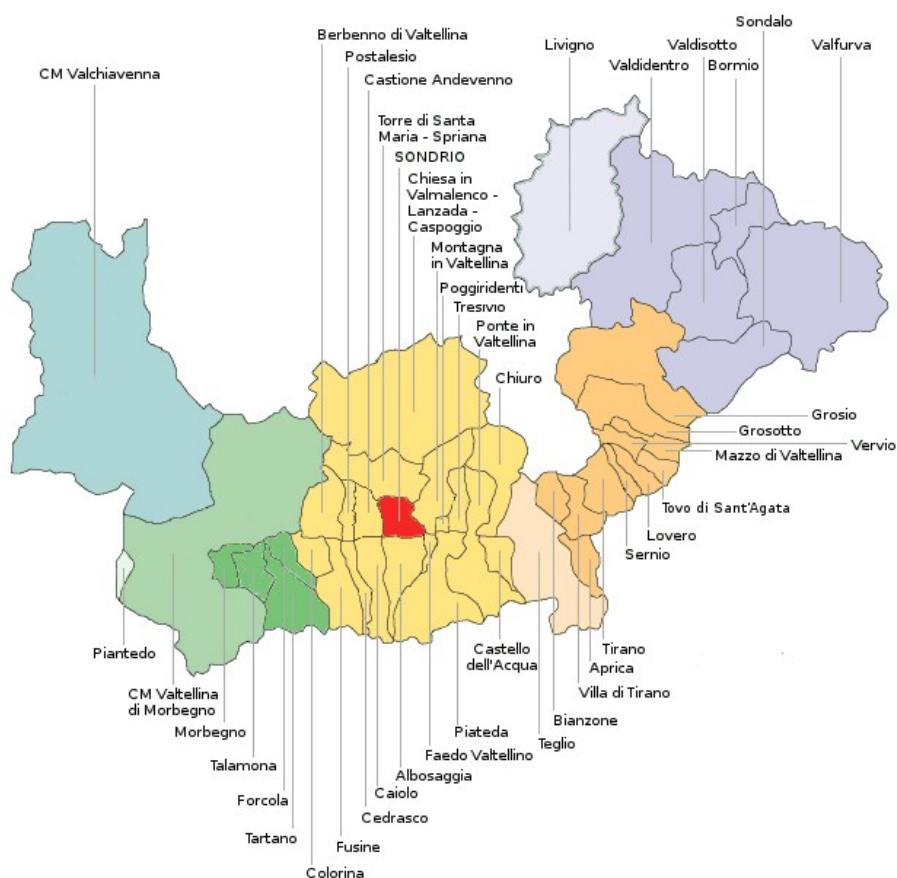 Sondalo
Berbenno di Valtellina
Livigno
Valdisotto
Valfurva
Postalesio
Valdidentro
Bormio
CM Valchiavenna
Castione Andevenno
Torre di Santa
Maria - Spriana
SONDRIO
Chiesa in
Valmalenco -
Lanzada -
Caspoggio
Montagna
in Valtellina
Poggiridenti
Tresivio
Ponte in
Valtellina
Chiuro
Grosio
Grosotto
Vervio
Mazzo di Valtellina
Tovo di Sant'Agata
Lovero
Sernio
Piantedo
Castello
dell'Acqua
Tirano
Aprica
CM Valtellina
di Morbegno
Villa di Tirano
Morbegno
Piateda
Bianzone
Teglio
Faedo Valtellino
Talamona
Albosaggia
Forcola
Caiolo
Cedrasco
Tartano
Fusine
Colorina